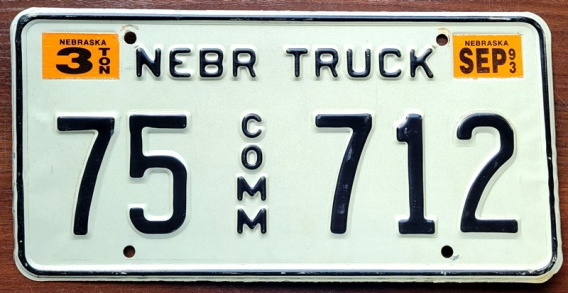 NEBRASKA
3 TON
NEBR TRUCK
NEBRASKA
SEP 93
75 COMM 712